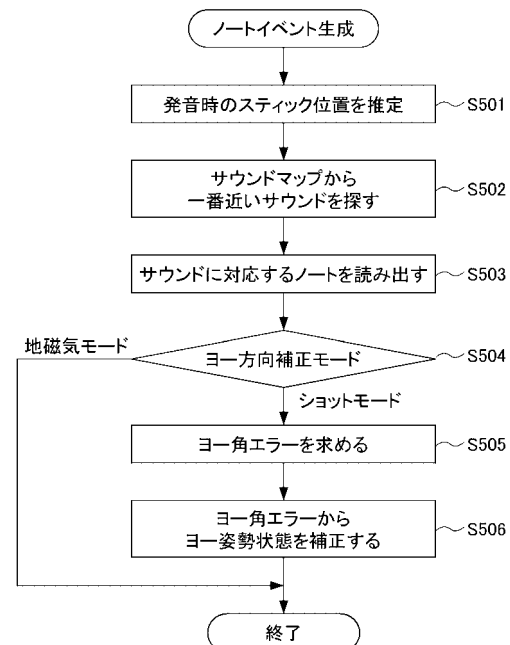 ノートイベント生成
発音時のスティック位置を推定
S501
サウンドマップから
一番近いサウンドを探す
S502
サウンドに対応するノートを読み出す
S503
地磁気モード
ヨー方向補正モード
S504
ショットモード
ヨー角エラーを求める
S505
ヨー角エラーから
ヨー姿勢状態を補正する
S506
終了